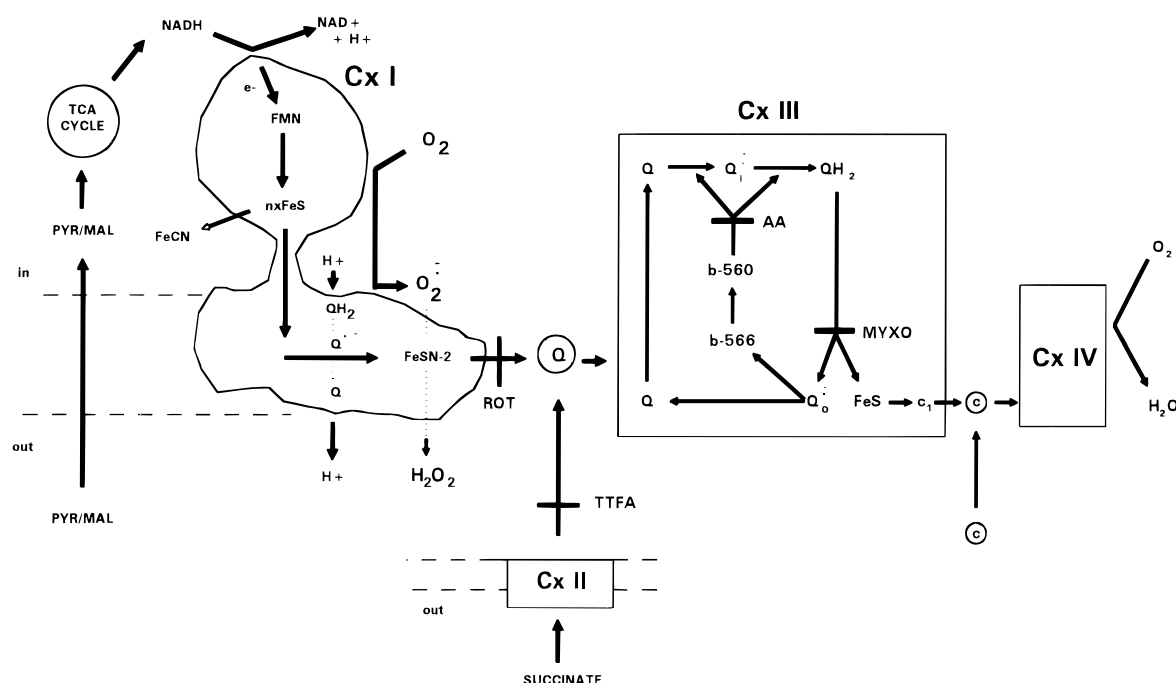 NADH
NAD +
+ H+
Cx I
e-
TCA
CYCLE
FMN
O2
nxFeS
PYR/MAL
FeCN
in
H+
O2∸
QH2
Q·-
FeSN-2
Q
ROT
out
H+
H2O2
PYR/MAL
Q
TTFA
Cx II
out
SUCCINATE
Cx III
Q
Qi∸
QH2
AA
b-560
MYXO
b-566
Q
Qo∸
FeS
c1
c
c
Cx IV
O2
H2O